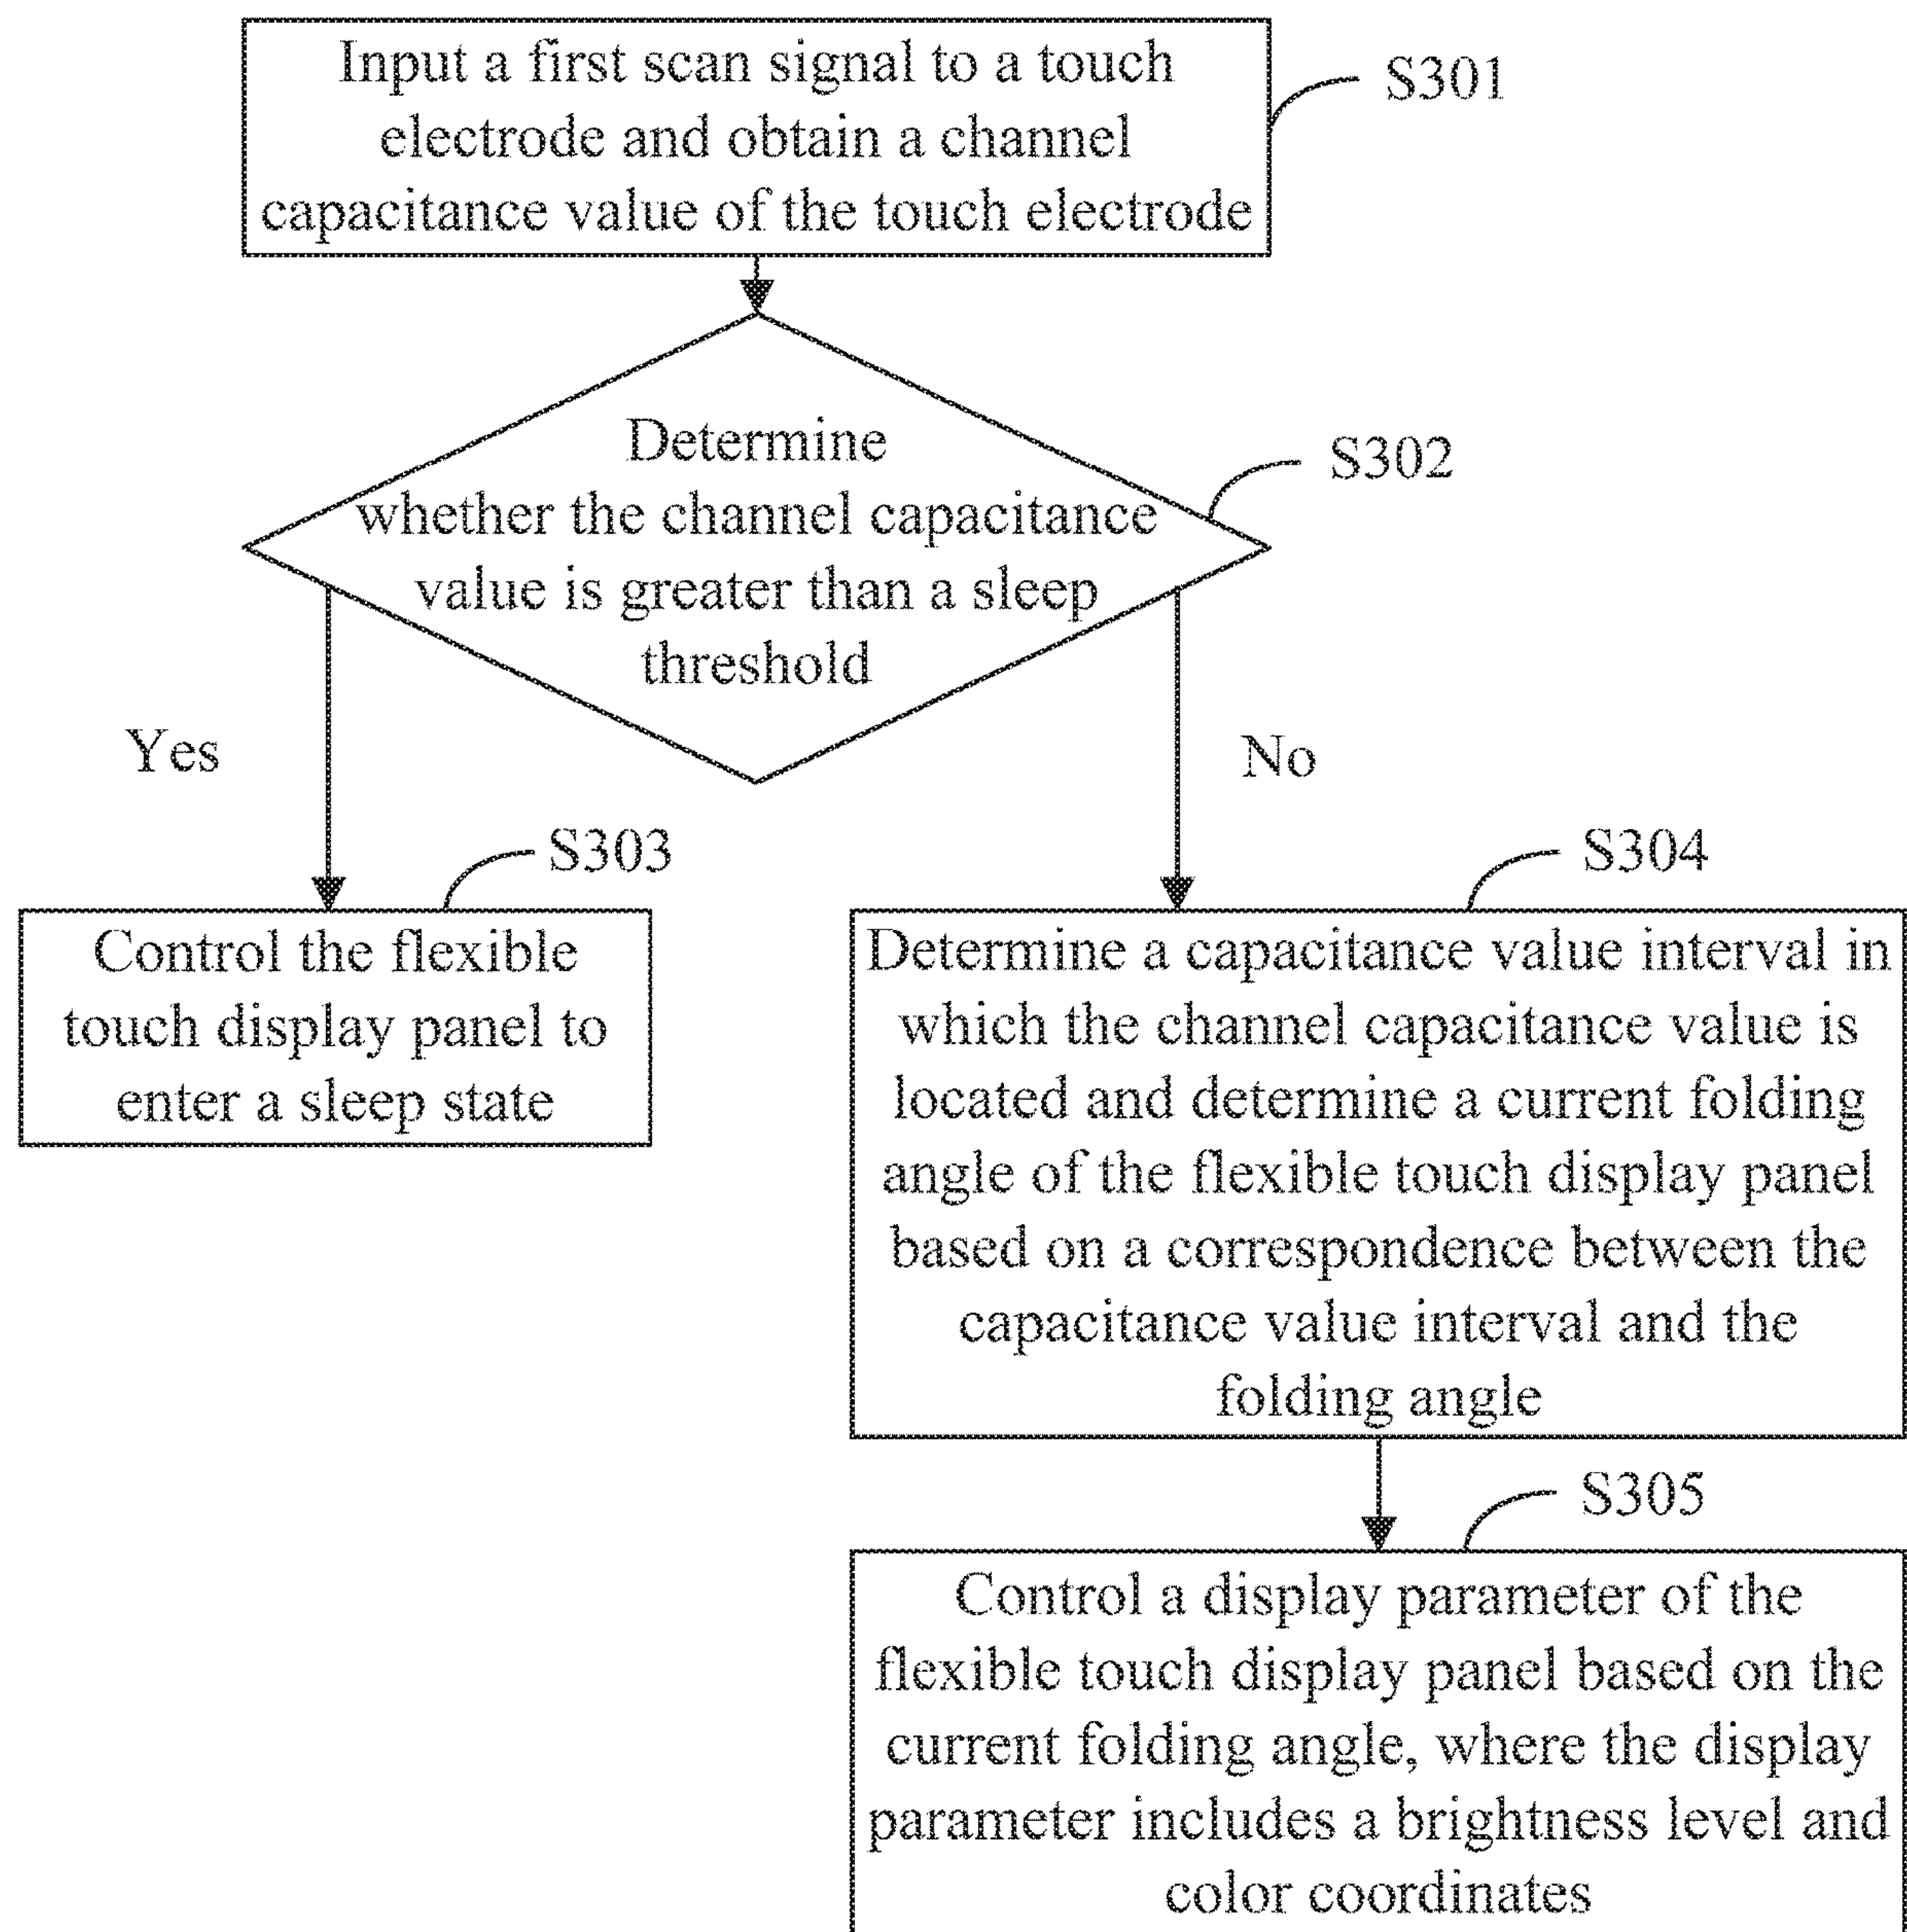 Input a first scan signal to a touch
electrode and obtain a channel
capacitance value of the touch electrode
S301
Determine
whether the channel capacitance
value is greater than a sleep
threshold
S302
Yes
No
S303
Control the flexible
touch display panel to
enter a sleep state
S304
Determine a capacitance value interval in
which the channel capacitance value is
located and determine a current folding
angle of the flexible touch display panel
based on a correspondence between the
capacitance value interval and the
folding angle
S305
Control a display parameter of the
flexible touch display panel based on the
current folding angle, where the display
parameter includes a brightness level and
color coordinates